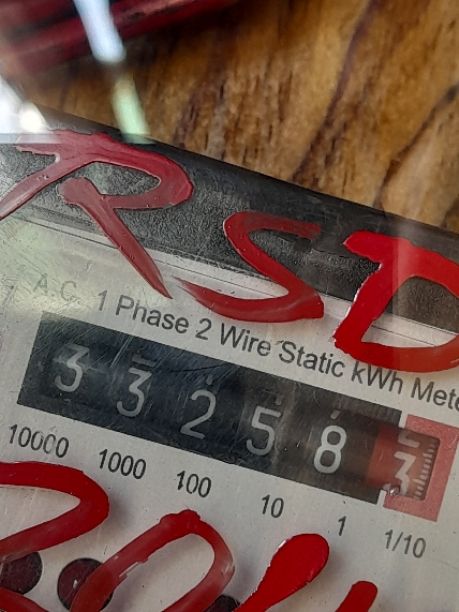 RSD
A.C. 1 Phase 2 Wire Static kWh Mete
3 3 2 5 8 3
10000 1000 100 10 1 1/10